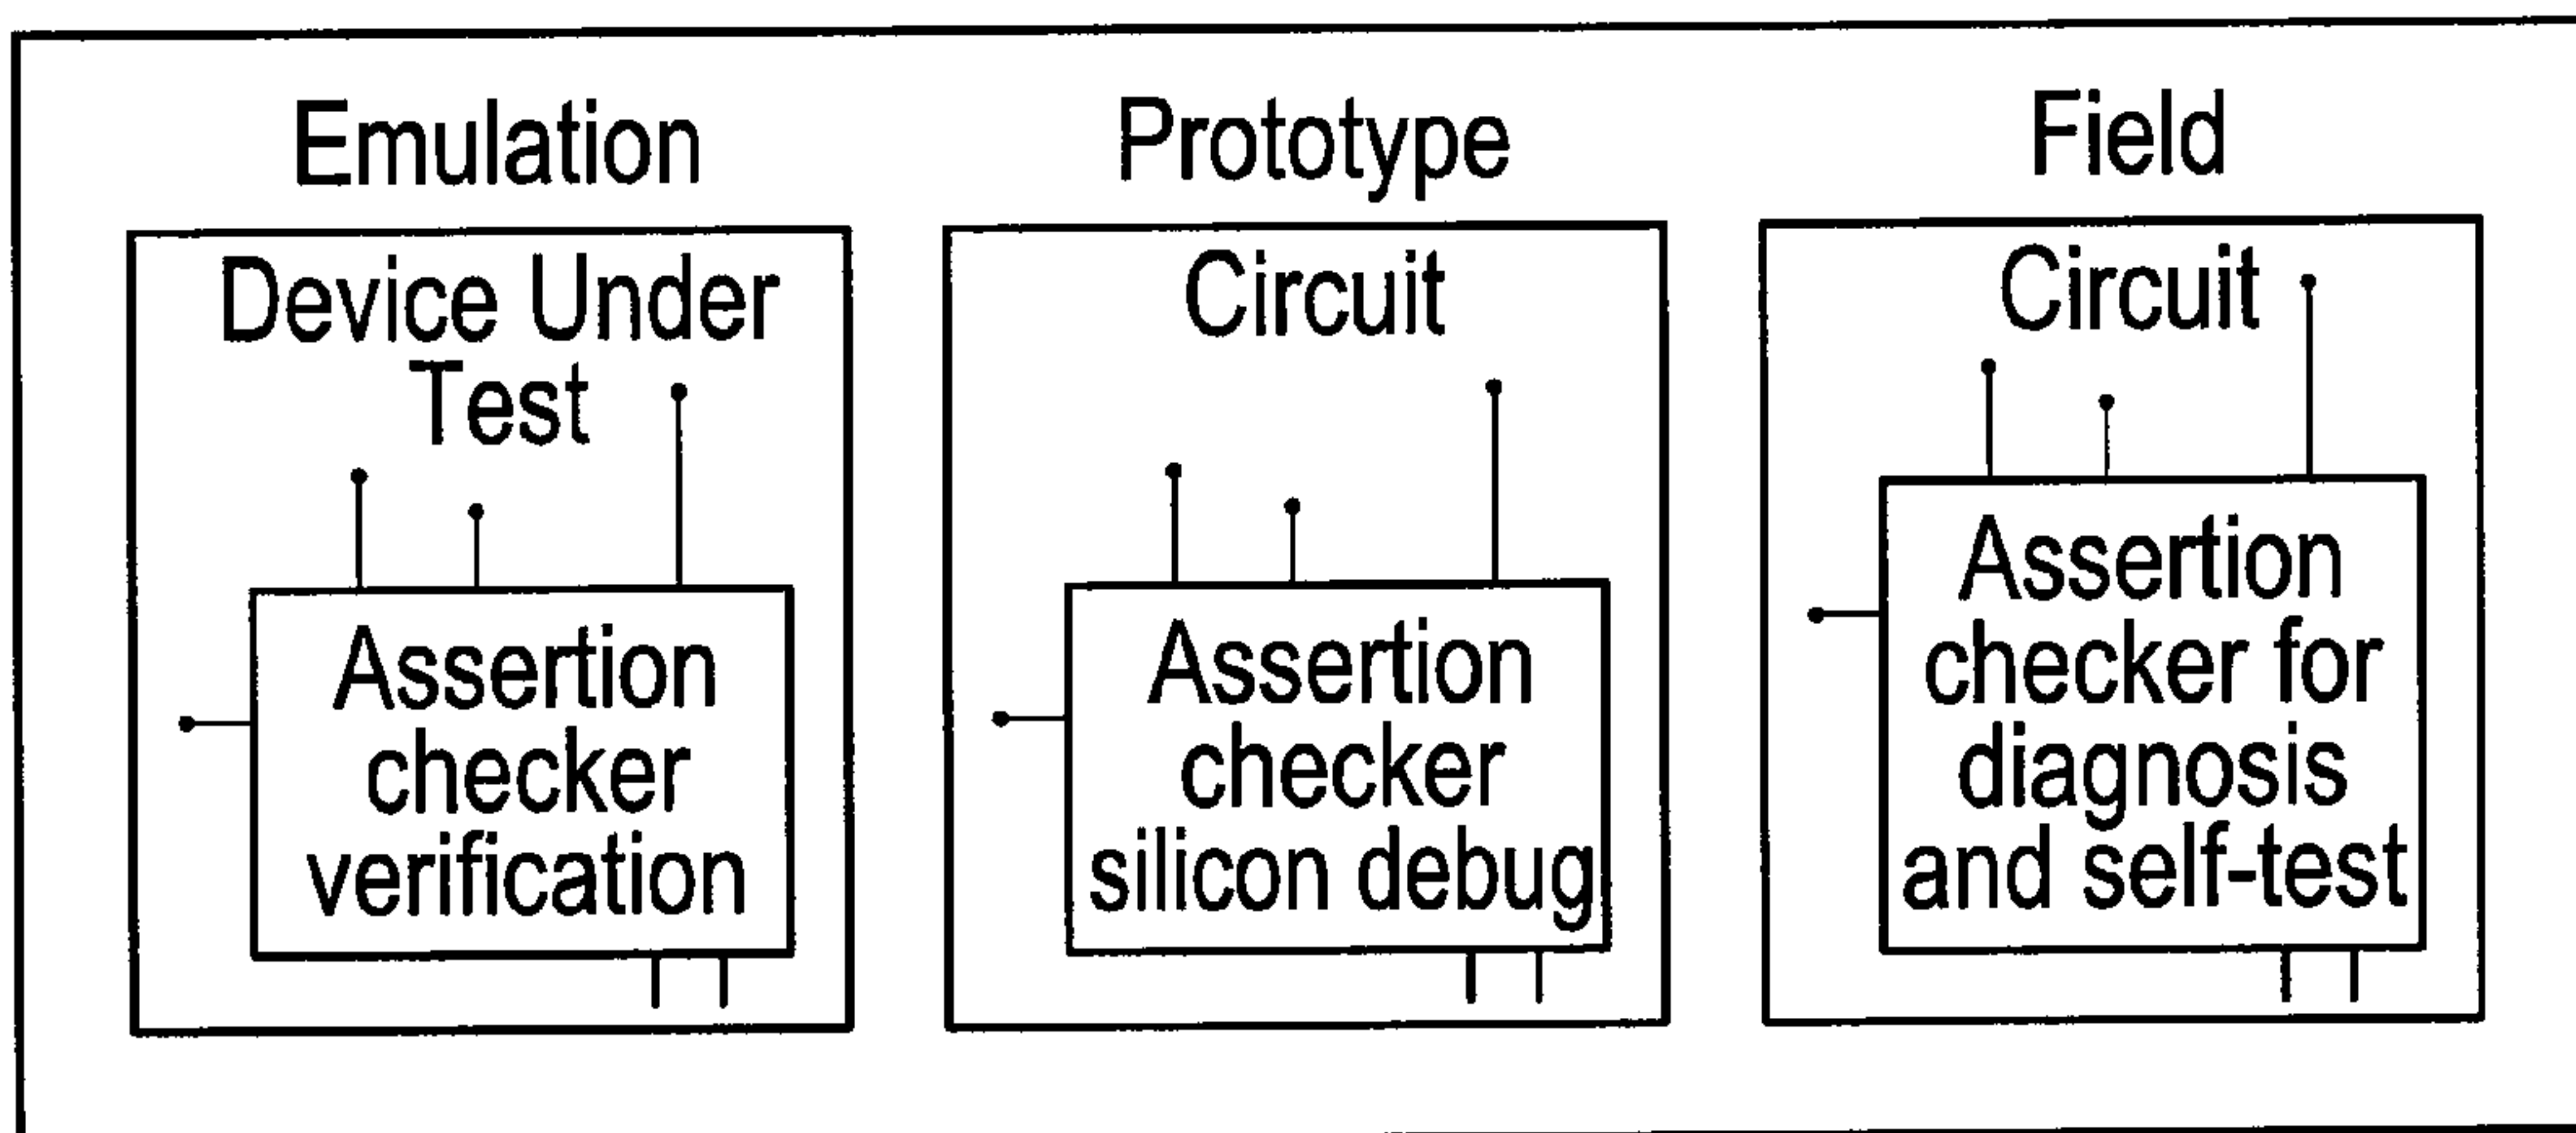 Emulation
Device Under
Test
Assertion
checker
verification
Prototype
Circuit
Assertion
checker
silicon debug
Field
Circuit
Assertion
checker for
diagnosis
and self-test